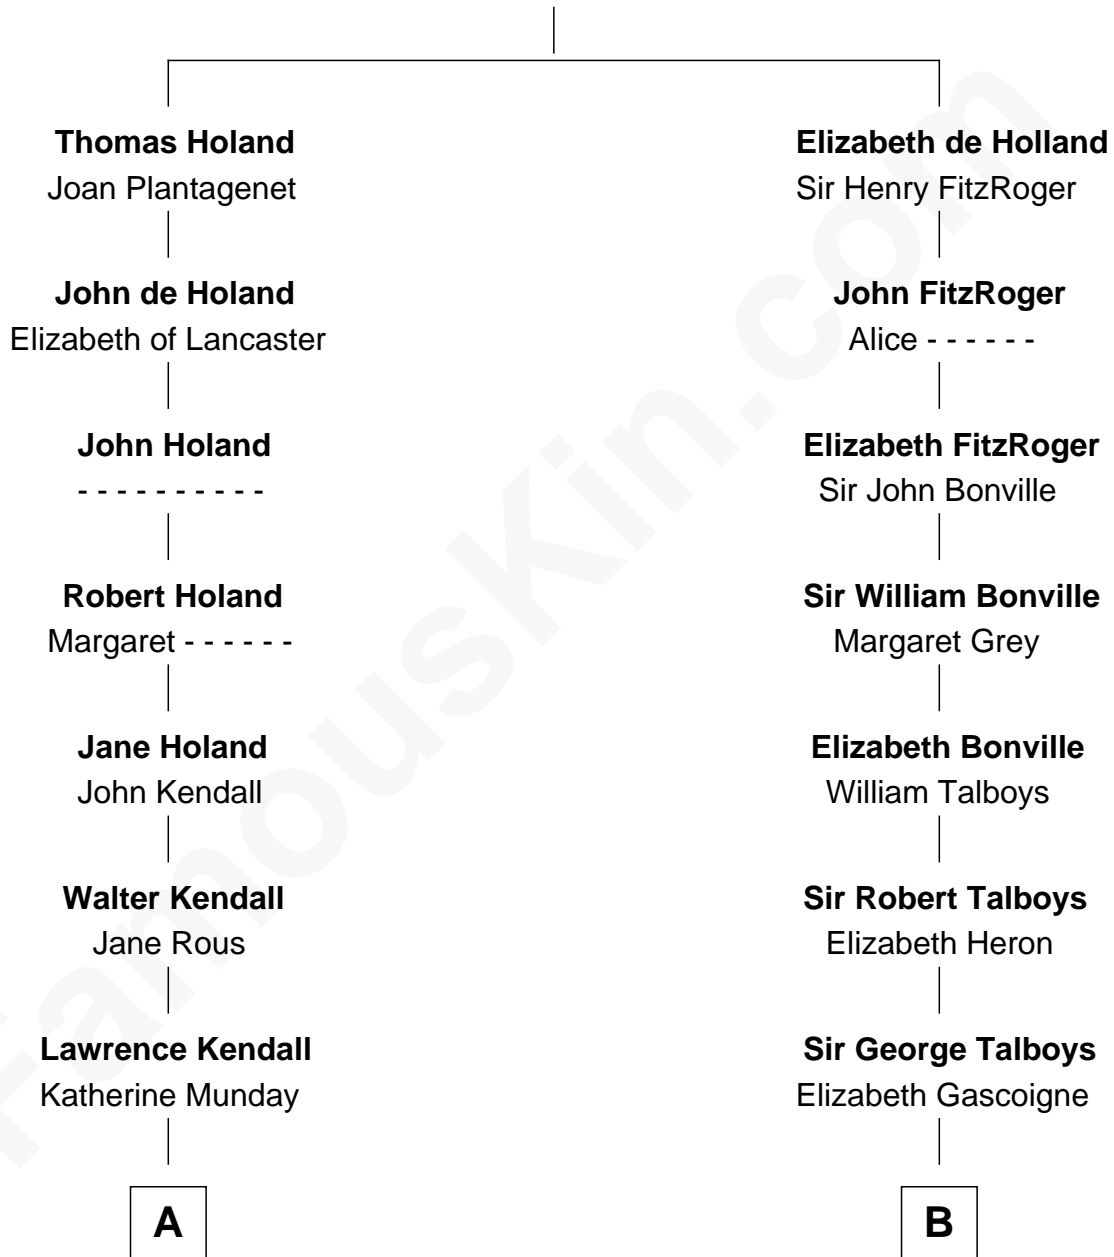 Thomas Holand
Joan Plantagenet
John de Holand
Elizabeth of Lancaster
John Holand
- - - - - - - - - -
Robert Holand
Margaret - - - - - -
Jane Holand
John Kendall
Walter Kendall
Jane Rous
Lawrence Kendall
Katherine Munday
A
Elizabeth de Holland
Sir Henry FitzRoger
John FitzRoger
Alice - - - - - -
Elizabeth FitzRoger
Sir John Bonville
Sir William Bonville
Margaret Grey
Elizabeth Bonville
William Talboys
Sir Robert Talboys
Elizabeth Heron
Sir George Talboys
Elizabeth Gascoigne
B
FamousKin.com